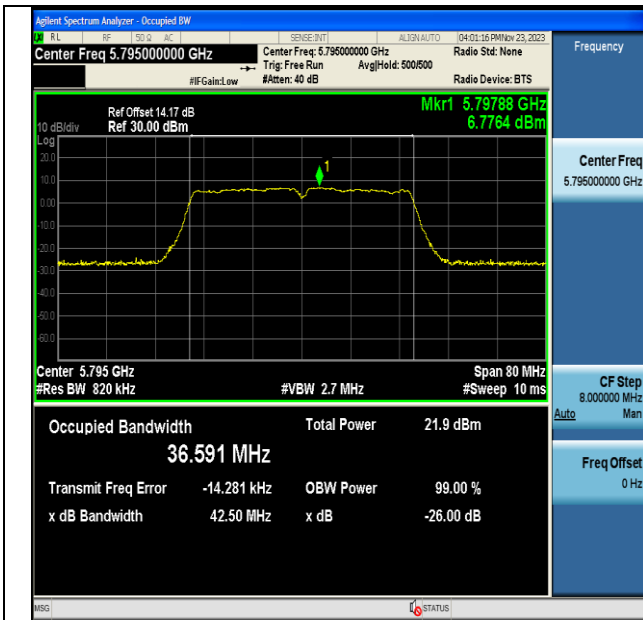 Agilent Spectrum Analyzer - Occupied BW
RL RF 50 Ω AC SENSE:INT ALIGN AUTO 04:01:16 PM Nov 23, 2023
Center Freq 5.795000000 GHz
Center Freq: 5.795000000 GHz
Radio Std: None
Trig: Free Run Avg|Hold: 500/500
#IFGain:Low #Atten: 40 dB Radio Device: BTS
Ref Offset 14.17 dB
10 dB/div Ref 30.00 dBm
Mkr1 5.79788 GHz
6.7764 dBm
Log
20.0
10.0
0.00
-10.0
-20.0
-30.0
-40.0
-50.0
-60.0
1
Center 5.795 GHz Span 80 MHz
#Res BW 820 kHz #VBW 2.7 MHz #Sweep 10 ms
Occupied Bandwidth Total Power 21.9 dBm
36.591 MHz
Transmit Freq Error -14.281 kHz OBW Power 99.00 %
x dB Bandwidth 42.50 MHz x dB -26.00 dB
MSG STATUS
Frequency
Center Freq
5.795000000 GHz
CF Step
8.000000 MHz
Auto Man
Freq Offset
0 Hz